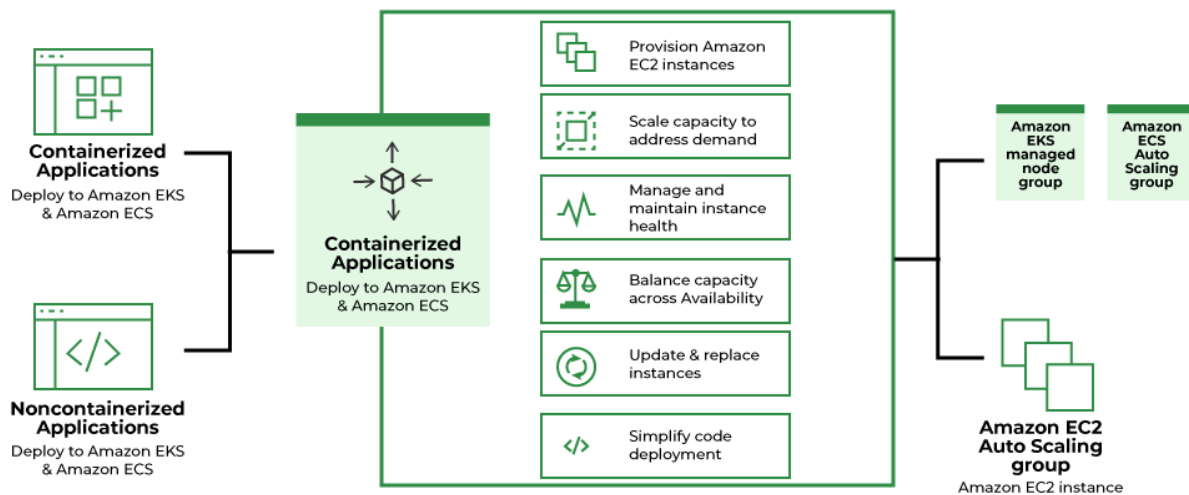 Containerized
Applications
Deploy to Amazon EKS
& Amazon ECS
Noncontainerized
Applications
Deploy to Amazon EKS
& Amazon ECS
Containerized
Applications
Deploy to Amazon EKS
& Amazon ECS
Provision Amazon
EC2 instances
Scale capacity to
address demand
Manage and
maintain instance
health
Balance capacity
across Availability
Update & replace
instances
Simplify code
deployment
Amazon
EKS
managed
node
group
Amazon
ECS
Auto
Scaling
group
Amazon EC2
Auto Scaling
group
Amazon EC2 instance